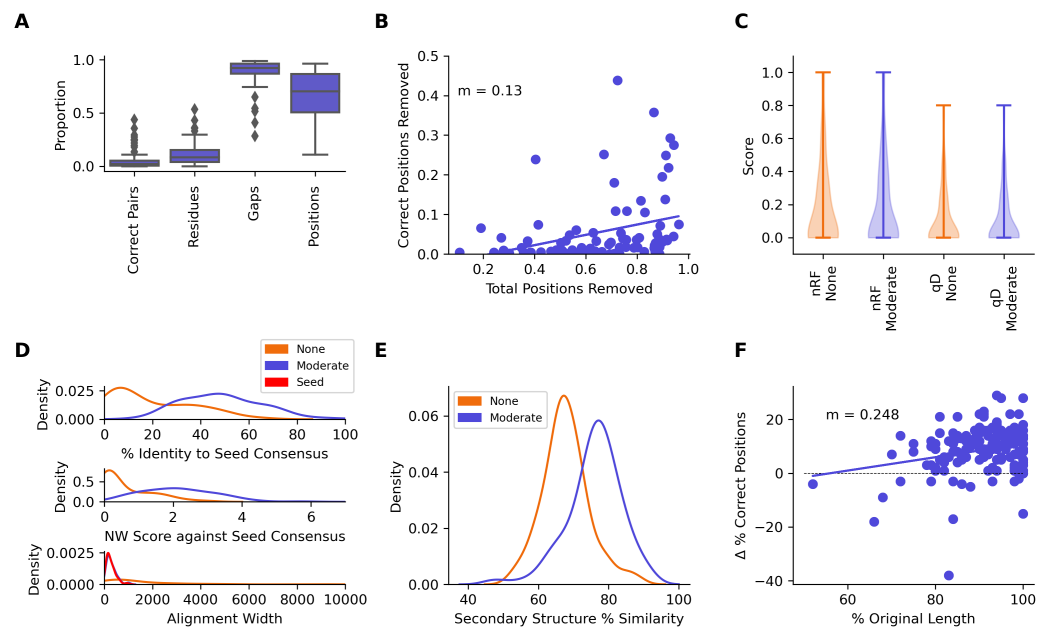 A
1.0
0.5
0.0
Proportion
Correct Pairs
Residues
Gaps
Positions
B
0.5
0.4
0.3
0.2
0.1
0.0
Correct Positions Removed
m = 0.13
0.2 0.4 0.6 0.8 1.0
Total Positions Removed
C
1.0
0.8
0.6
0.4
0.2
0.0
Score
nRF
None
nRF
Moderate
qD
None
qD
Moderate
D
None
Moderate
Seed
Density
0.025
0.000
0 20 40 60 80 100
% Identity to Seed Consensus
Density
0.5
0.0
0 2 4 6
NW Score against Seed Consensus
Density
0.0025
0.0000
0 2000 4000 6000 8000 10000
Alignment Width
E
None
Moderate
0.06
0.04
0.02
0.00
Density
40 60 80 100
Secondary Structure % Similarity
F
m = 0.248
20
0
−20
−40
Δ % Correct Positions
60 80 100
% Original Length